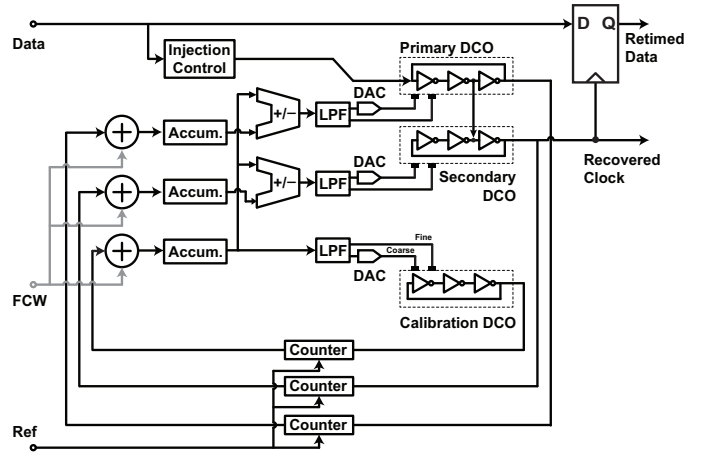 Data
Injection
Control
Primary DCO
D Q
Retimed
Data
DAC
+/−
LPF
Accum.
Recovered
Clock
DAC
+/−
LPF
Accum.
Secondary
DCO
Accum.
LPF
Fine
Coarse
DAC
FCW
Calibration DCO
Counter
Counter
Counter
Ref